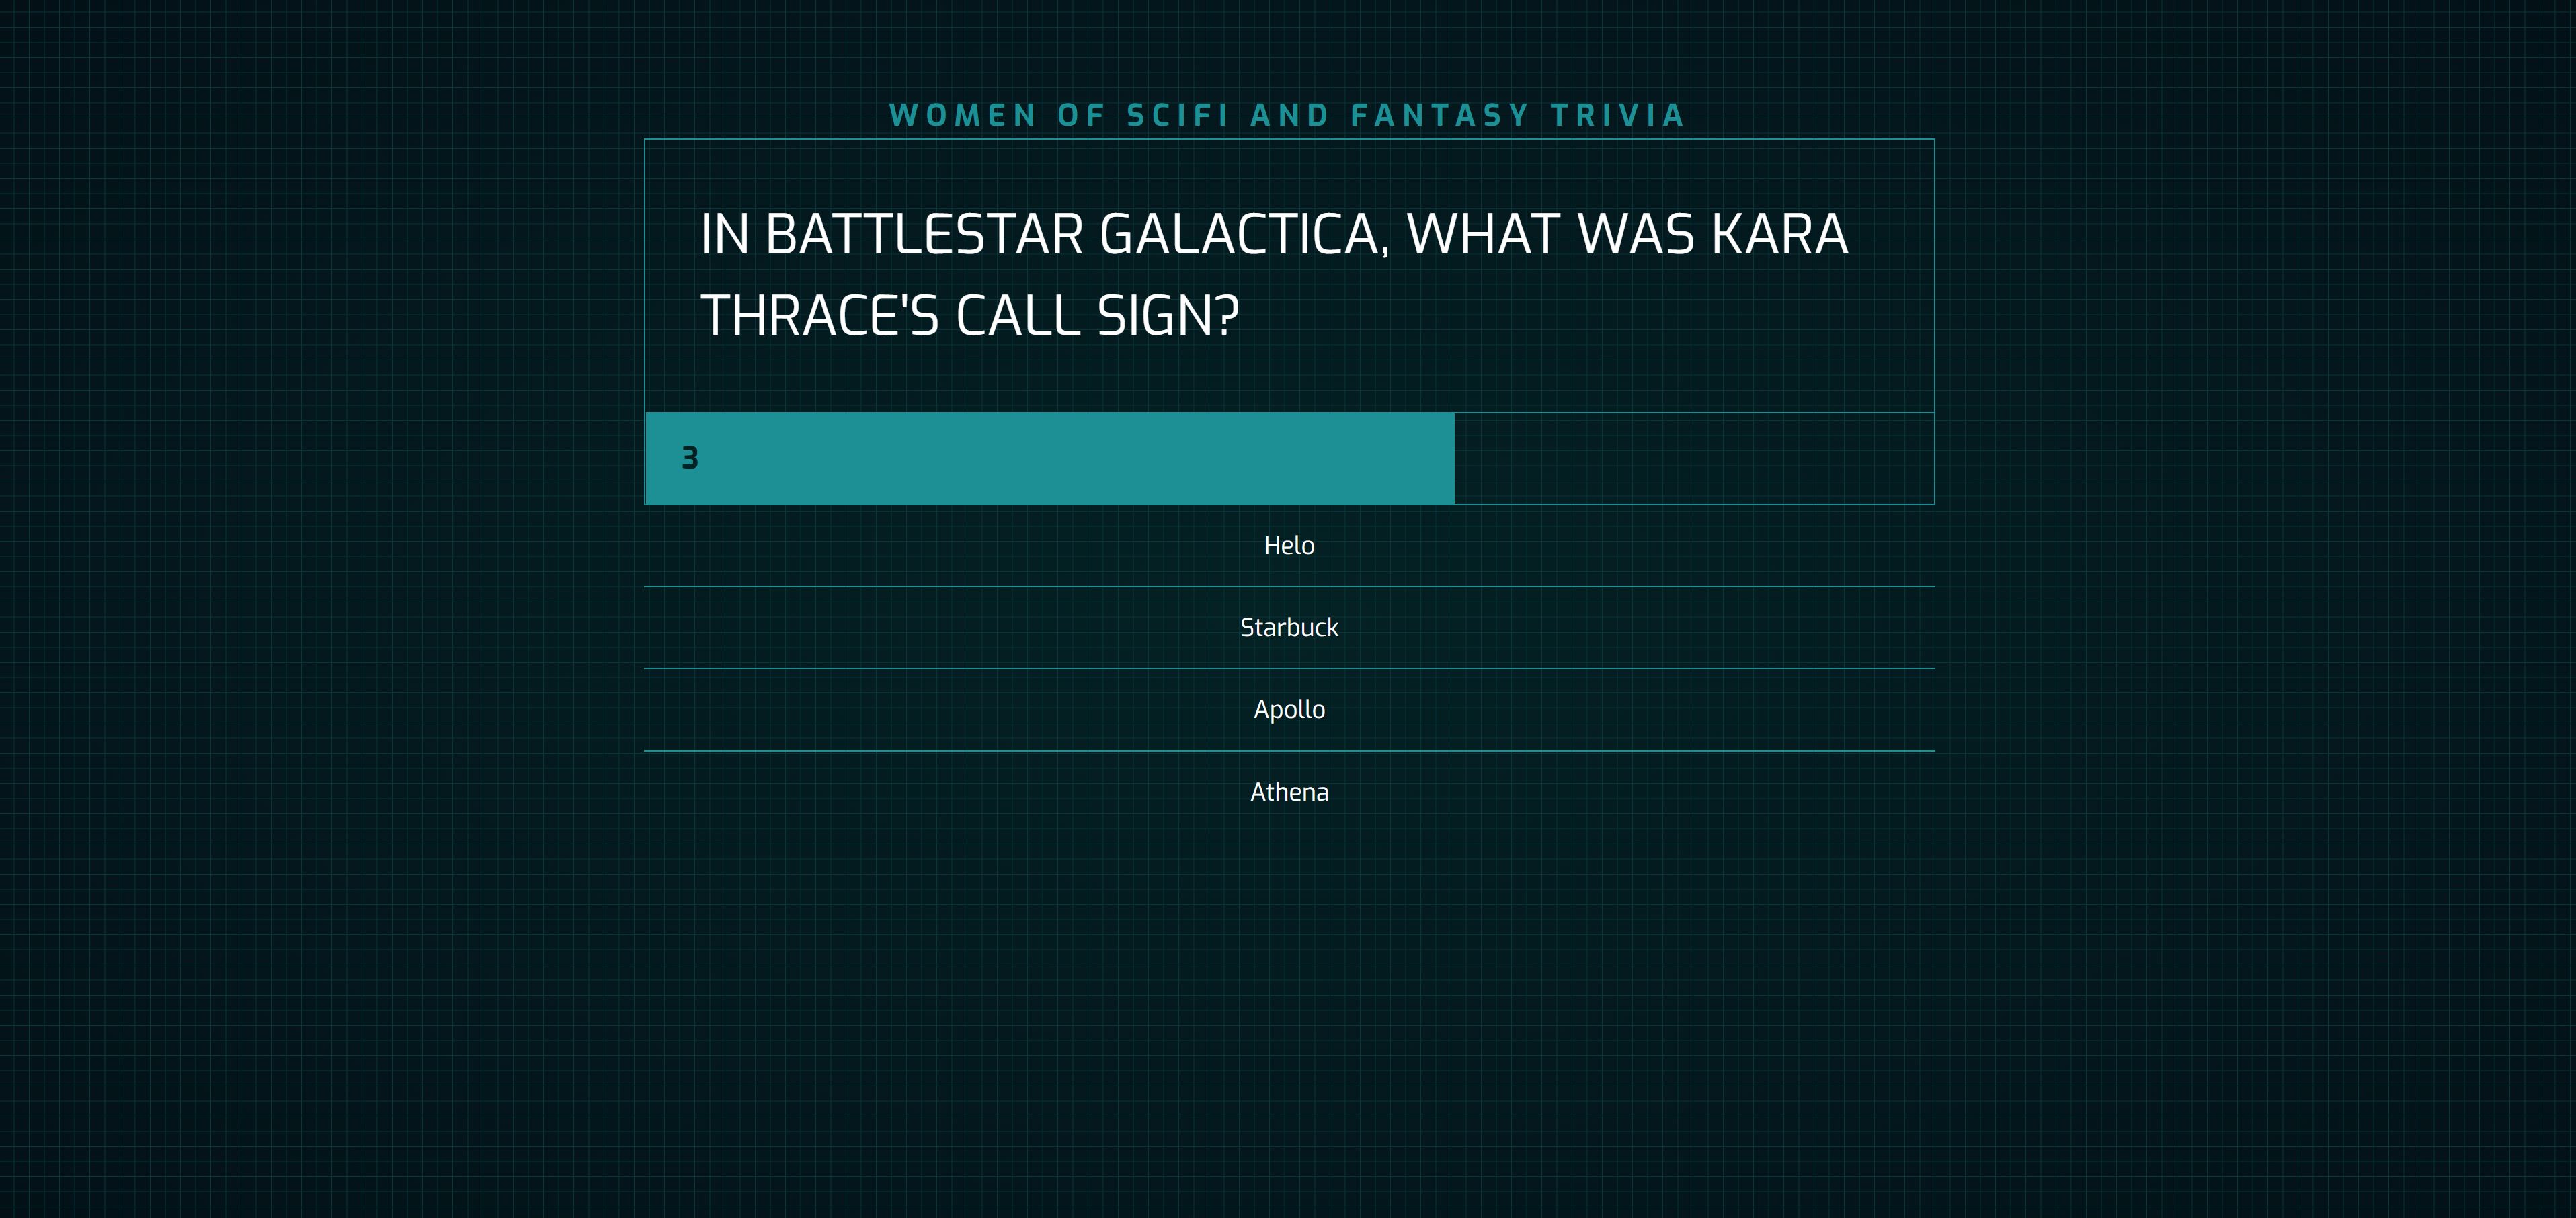 WOMEN OF SCIFI AND FANTASY TRIVIA
IN BATTLESTAR GALACTICA, WHAT WAS KARA
THRACE'S CALL SIGN?
3
Helo
Starbuck
Apollo
Athena